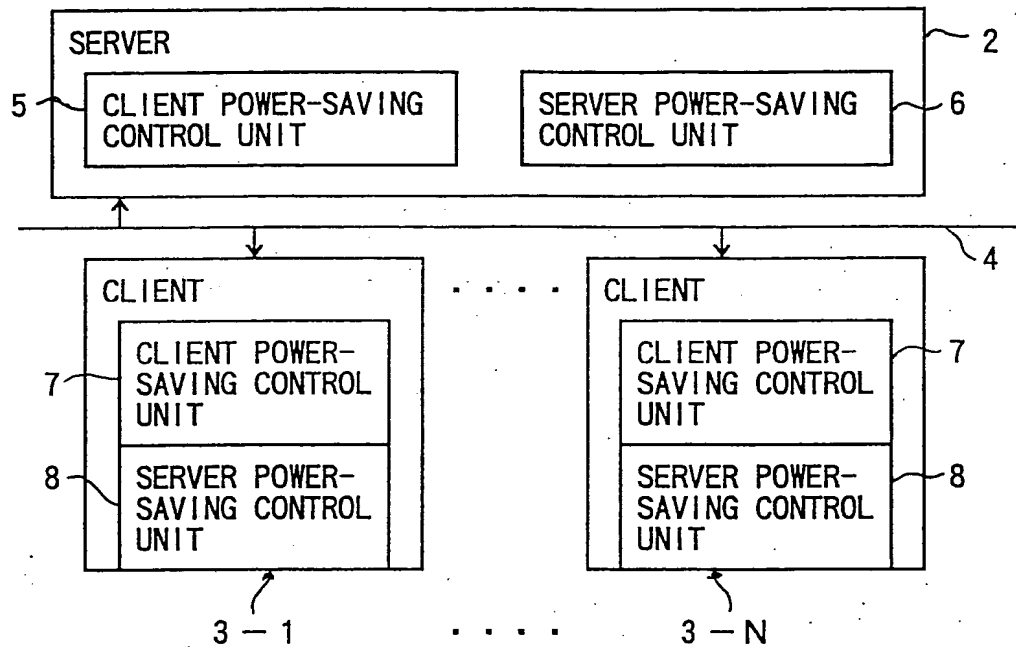 SERVER
2
5
CLIENT POWER-SAVING
CONTROL UNIT
SERVER POWER-SAVING
CONTROL UNIT
6
4
CLIENT
. . . .
CLIENT
7
CLIENT POWER-
SAVING CONTROL
UNIT
CLIENT POWER-
SAVING CONTROL
UNIT
7
8
SERVER POWER-
SAVING CONTROL
UNIT
SERVER POWER-
SAVING CONTROL
UNIT
8
3-1
. . . .
3-N